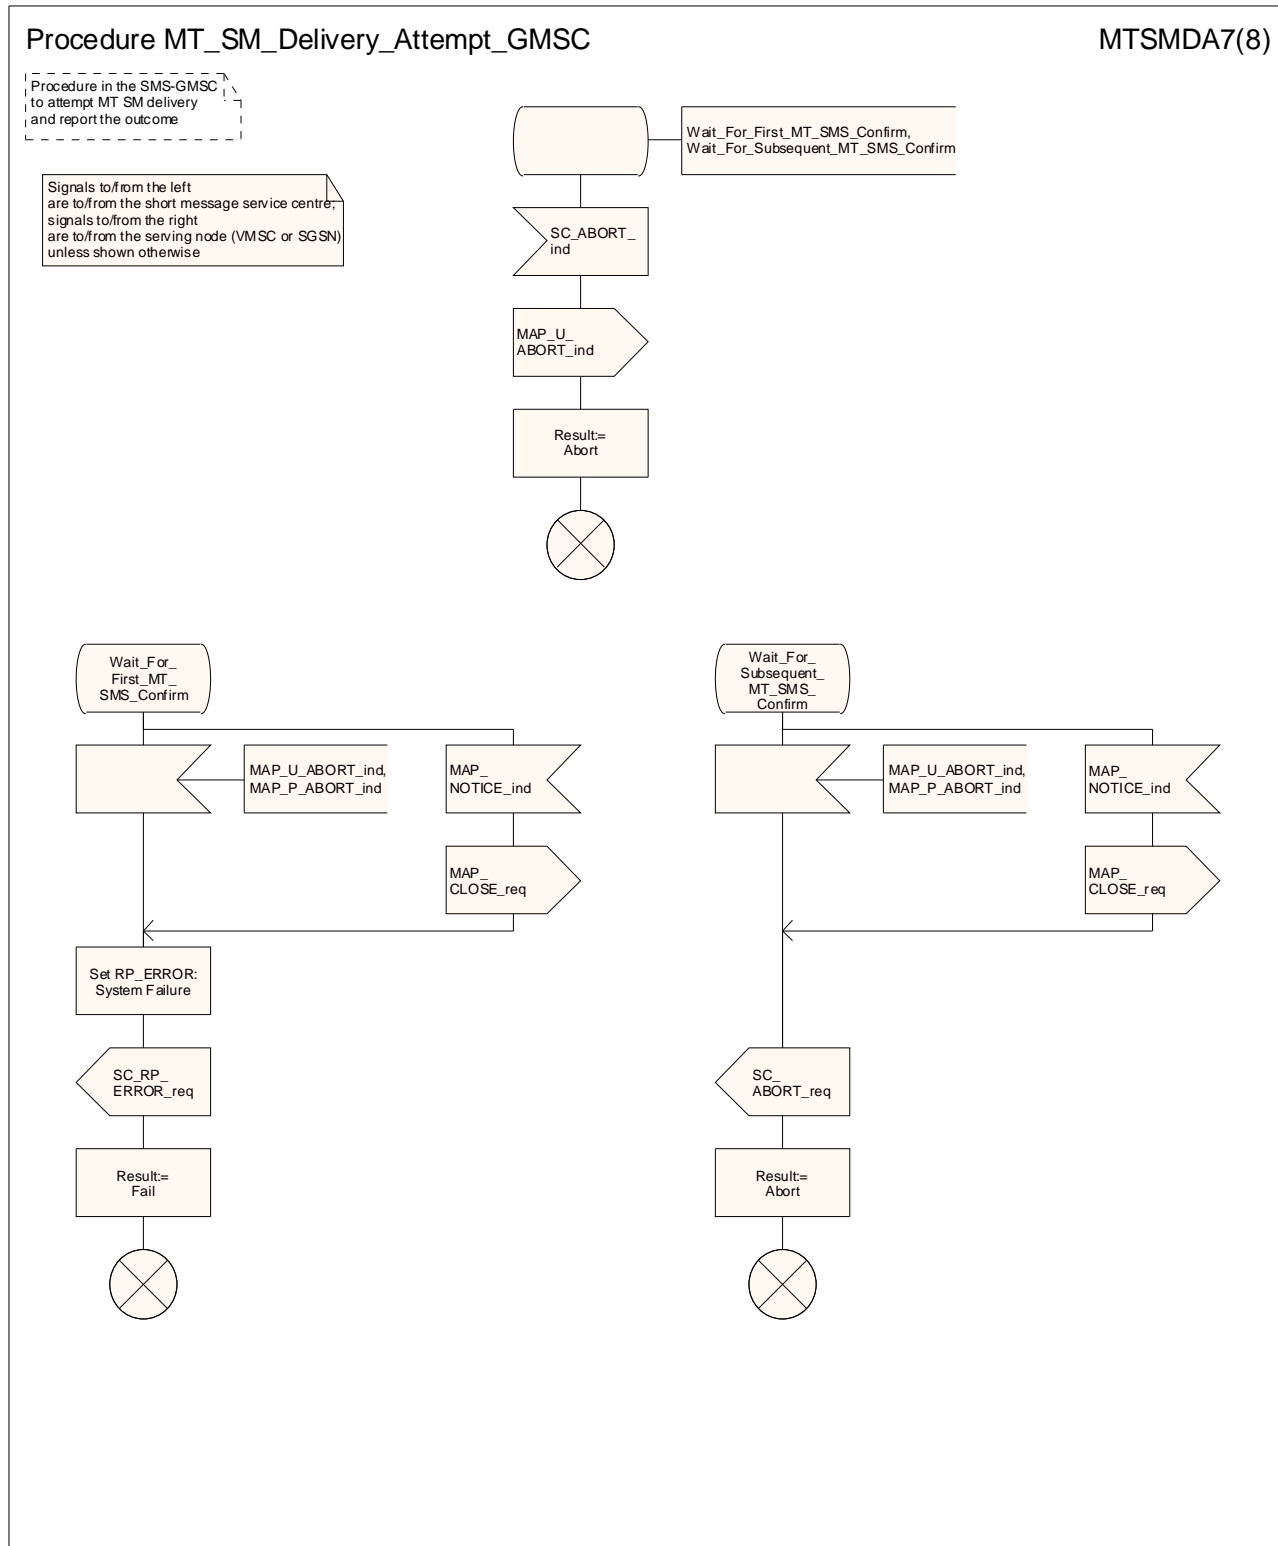 Procedure MT_SM_Delivery_Attempt_GMSC
MTSMDA7(8)
Procedure in the SMS-GMSC
to attempt MT SM delivery
and report the outcome
Wait_For_First_MT_SMS_Confirm,
Wait_For_Subsequent_MT_SMS_Confirm
Signals to/from the left
are to/from the short message service centre;
signals to/from the right
are to/from the serving node (VMSC or SGSN)
unless shown otherwise
SC_ABORT_
ind
MAP_U_
ABORT_ind
Result:=
Abort
Wait_For_
First_MT_
SMS_Confirm
MAP_U_ABORT_ind,
MAP_P_ABORT_ind
MAP_
NOTICE_ind
MAP_
CLOSE_req
Set RP_ERROR:
System Failure
SC_RP_
ERROR_req
Result:=
Fail
Wait_For_
Subsequent_
MT_SMS_
Confirm
MAP_U_ABORT_ind,
MAP_P_ABORT_ind
MAP_
NOTICE_ind
MAP_
CLOSE_req
SC_
ABORT_req
Result:=
Abort